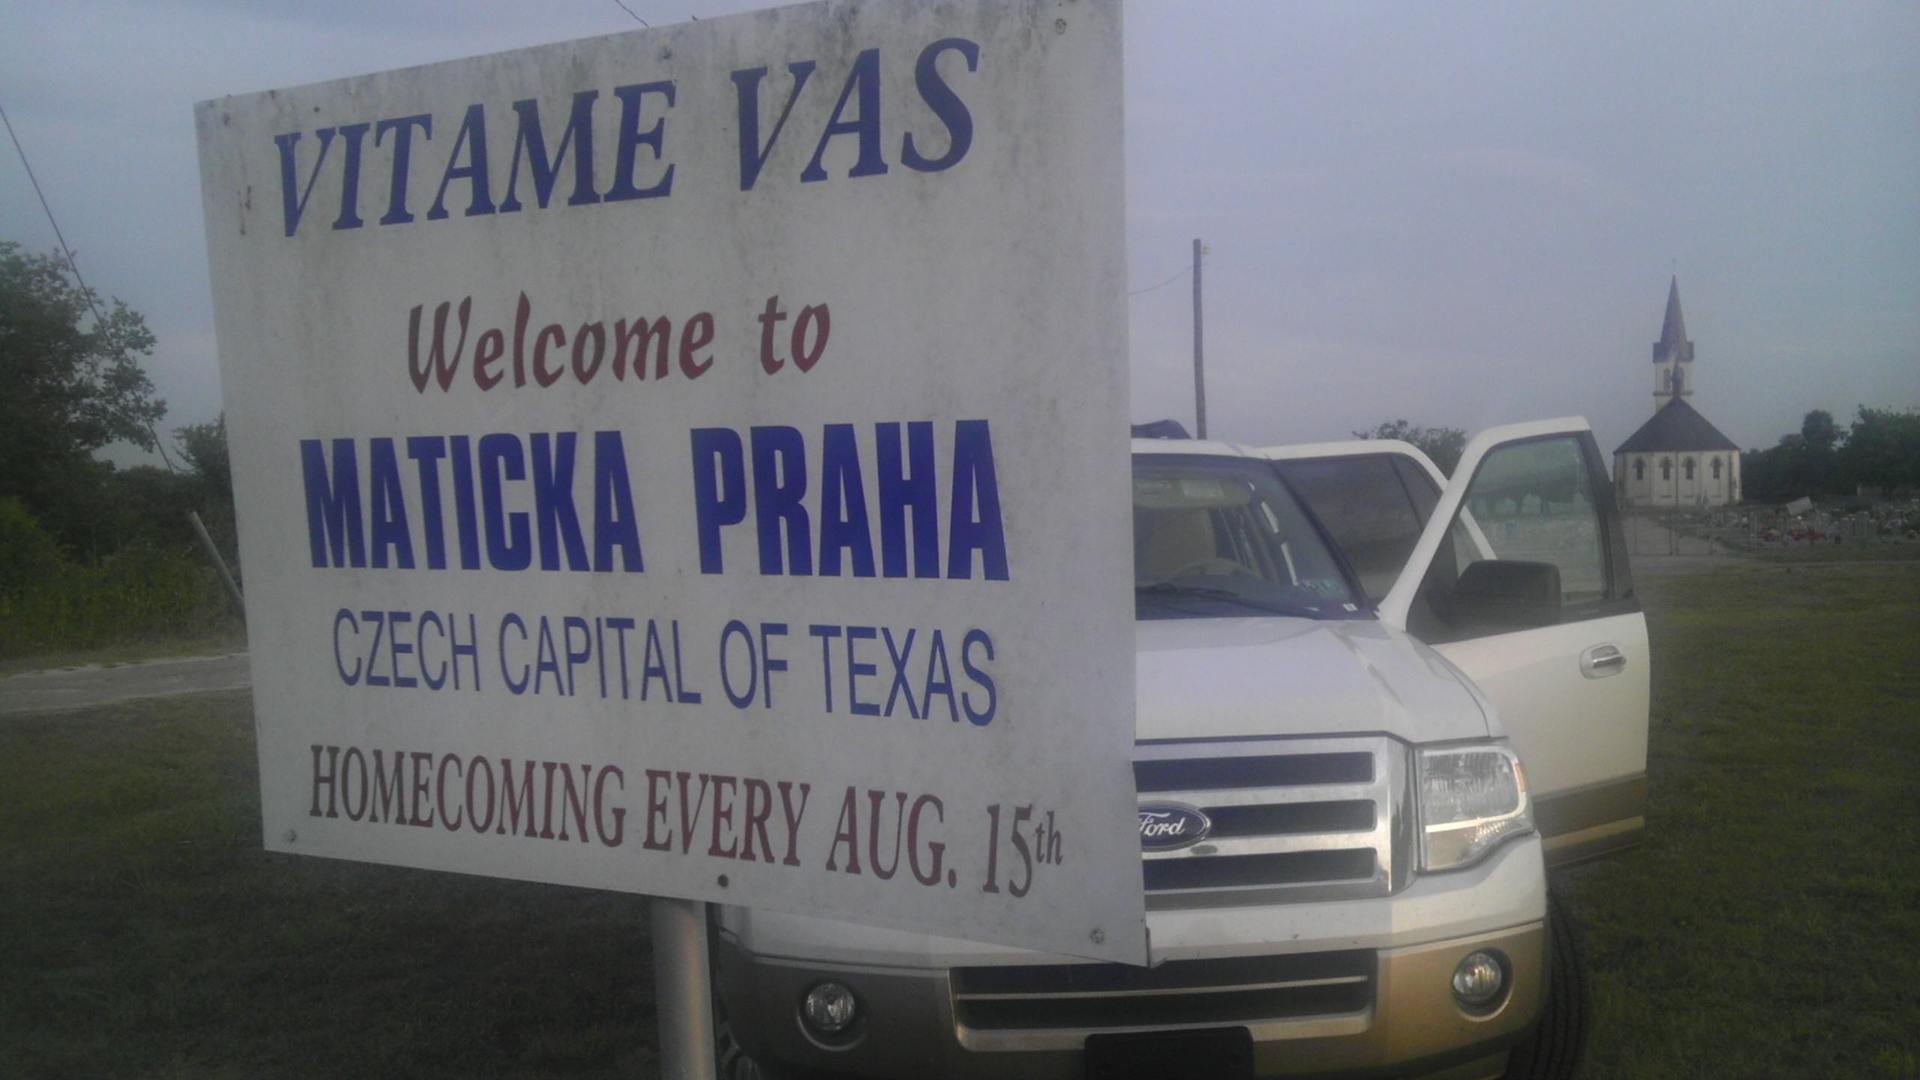 VITAME VAS
Welcome to
MATICKA PRAHA
CZECH CAPITAL OF TEXAS
HOMECOMING EVERY AUG. 15th
Ford